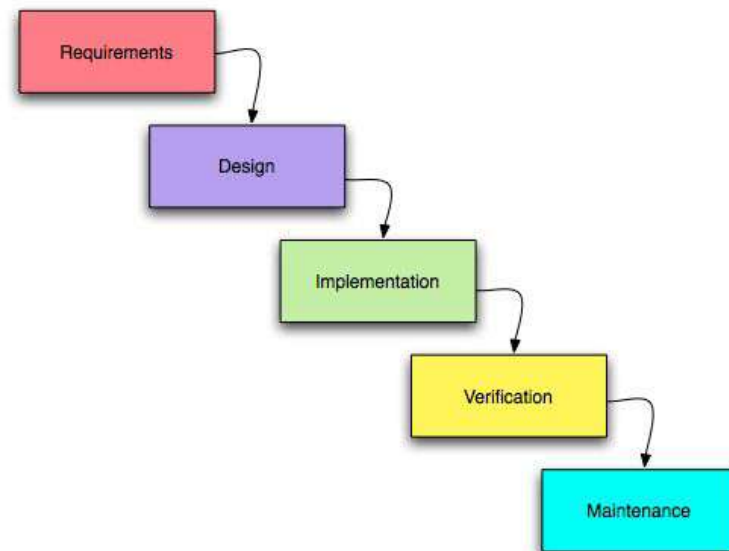 Requirements
Design
Implementation
Verification
Maintenance